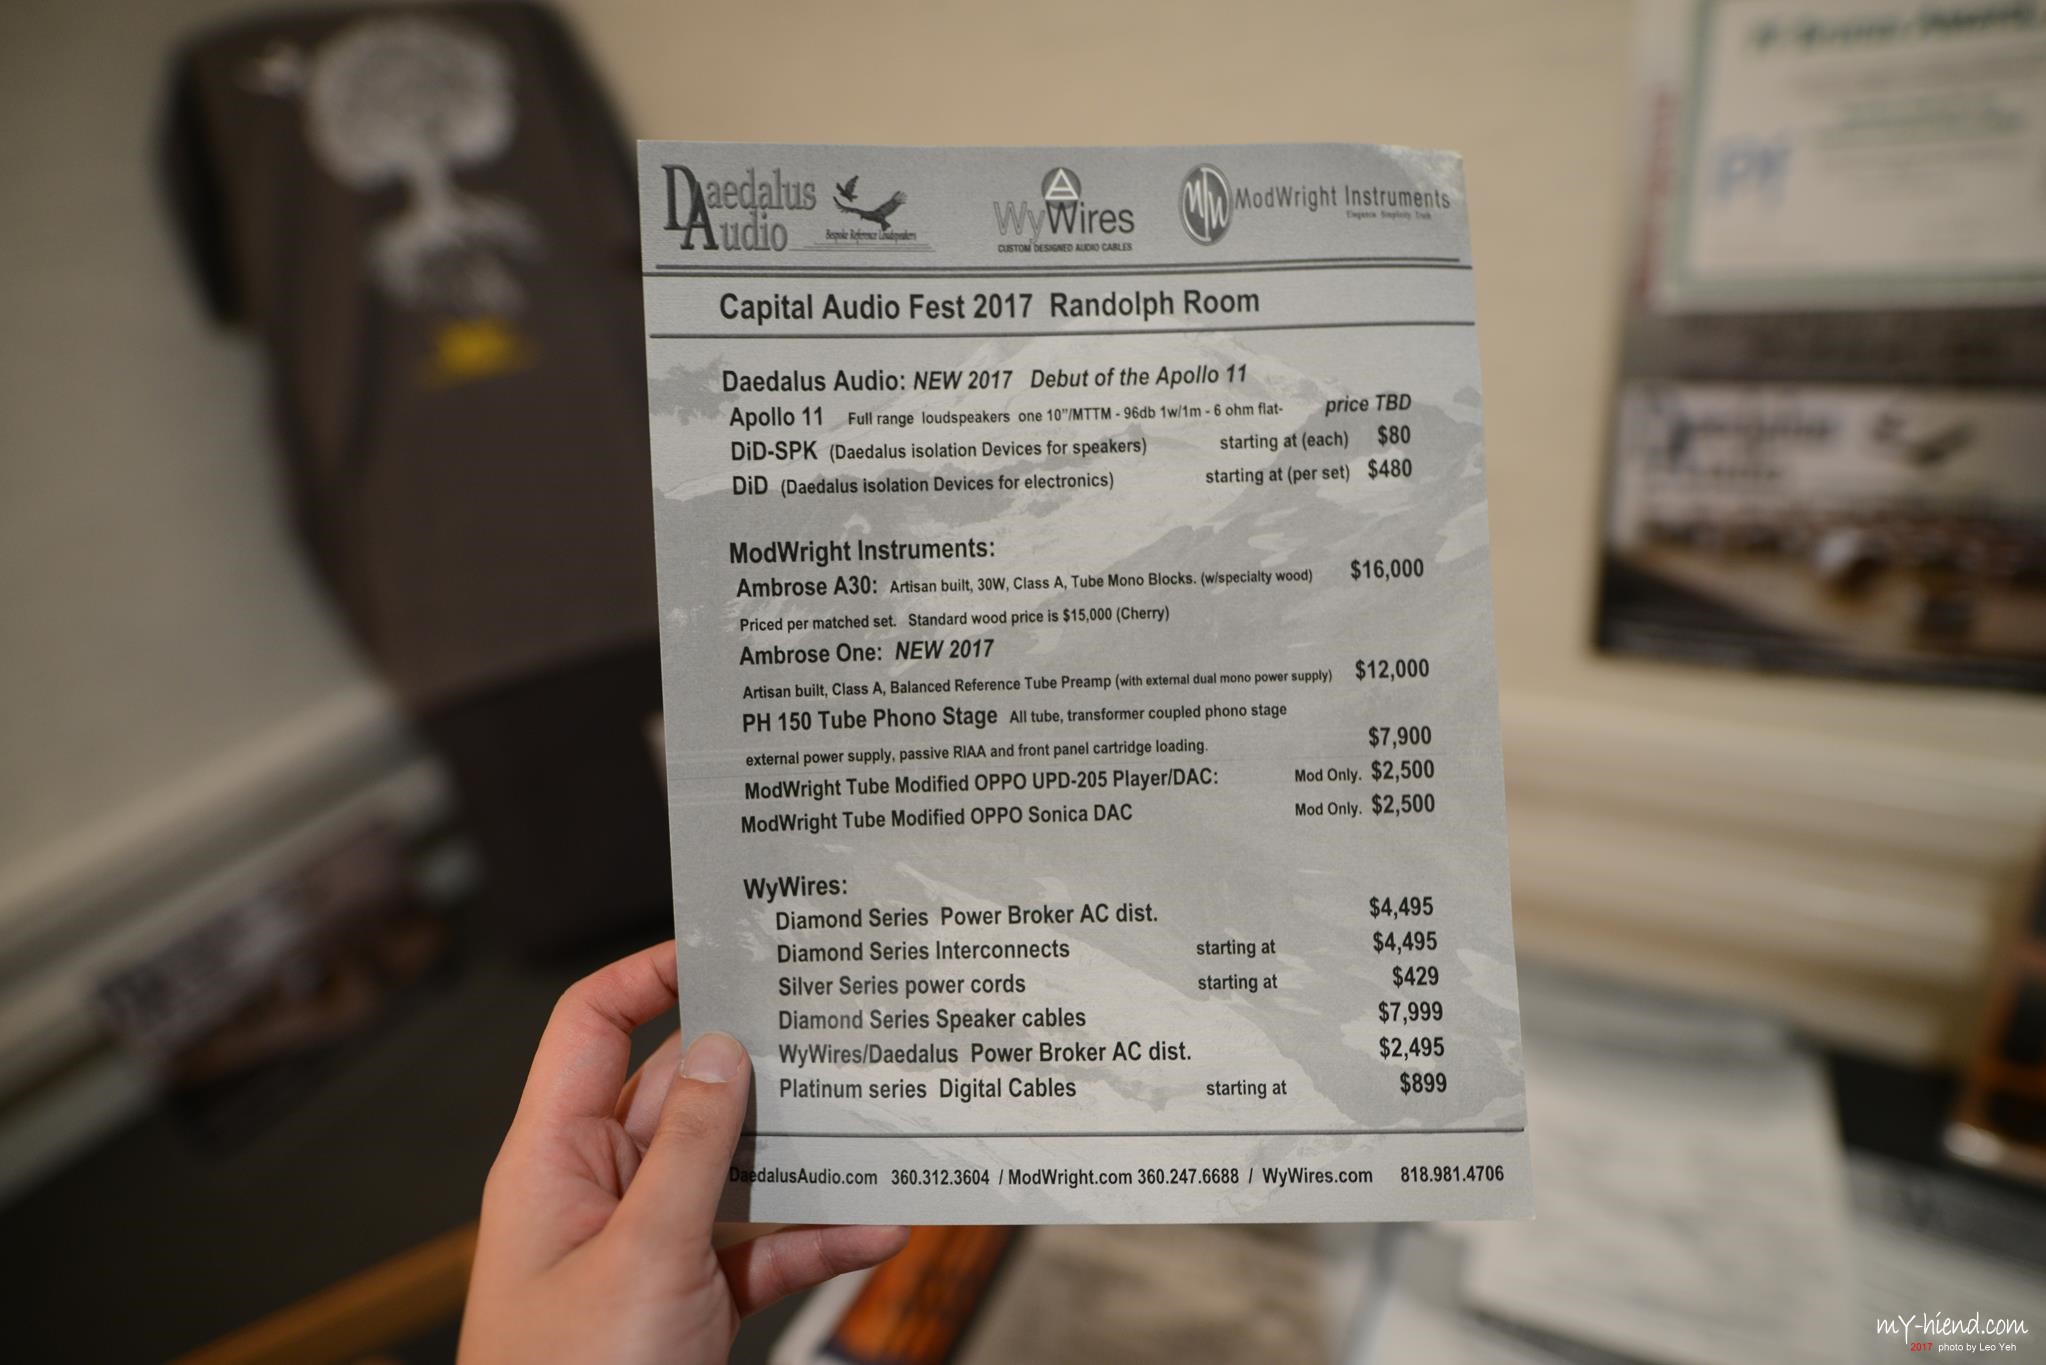 Daedalus Audio
Bespoke Reference Loudspeakers
WyWires
CUSTOM DESIGNED AUDIO CABLES
MW ModWright Instruments
Elegance Simplicity Truth
Capital Audio Fest 2017 Randolph Room
Daedalus Audio: NEW 2017 Debut of the Apollo 11
Apollo 11 Full range loudspeakers one 10"/MTTM - 96db 1w/1m - 6 ohm flat- price TBD
DiD-SPK (Daedalus isolation Devices for speakers) starting at (each) $80
DiD (Daedalus isolation Devices for electronics) starting at (per set) $480
ModWright Instruments:
Ambrose A30: Artisan built, 30W, Class A, Tube Mono Blocks. (w/specialty wood) $16,000
Priced per matched set. Standard wood price is $15,000 (Cherry)
Ambrose One: NEW 2017
Artisan built, Class A, Balanced Reference Tube Preamp (with external dual mono power supply) $12,000
PH 150 Tube Phono Stage All tube, transformer coupled phono stage
external power supply, passive RIAA and front panel cartridge loading. $7,900
ModWright Tube Modified OPPO UPD-205 Player/DAC: Mod Only. $2,500
ModWright Tube Modified OPPO Sonica DAC Mod Only. $2,500
WyWires:
Diamond Series Power Broker AC dist. $4,495
Diamond Series Interconnects starting at $4,495
Silver Series power cords starting at $429
Diamond Series Speaker cables $7,999
WyWires/Daedalus Power Broker AC dist. $2,495
Platinum series Digital Cables starting at $899
DaedalusAudio.com 360.312.3604 / ModWright.com 360.247.6688 / WyWires.com 818.981.4706
mY-hiend.com
2017 photo by Leo Yeh